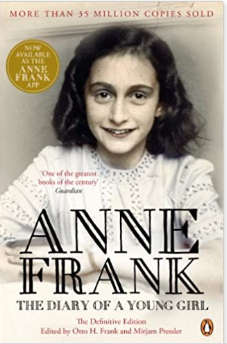 MORE THAN 35 MILLION COPIES SOLD
NOW
AVAILABLE
AS THE
ANNE
FRANK
APP
'One of the greatest
books of the century'
Guardian
ANNE
FRANK
THE DIARY OF A YOUNG GIRL
The Definitive Edition
Edited by Otto H. Frank and Mirjam Pressler